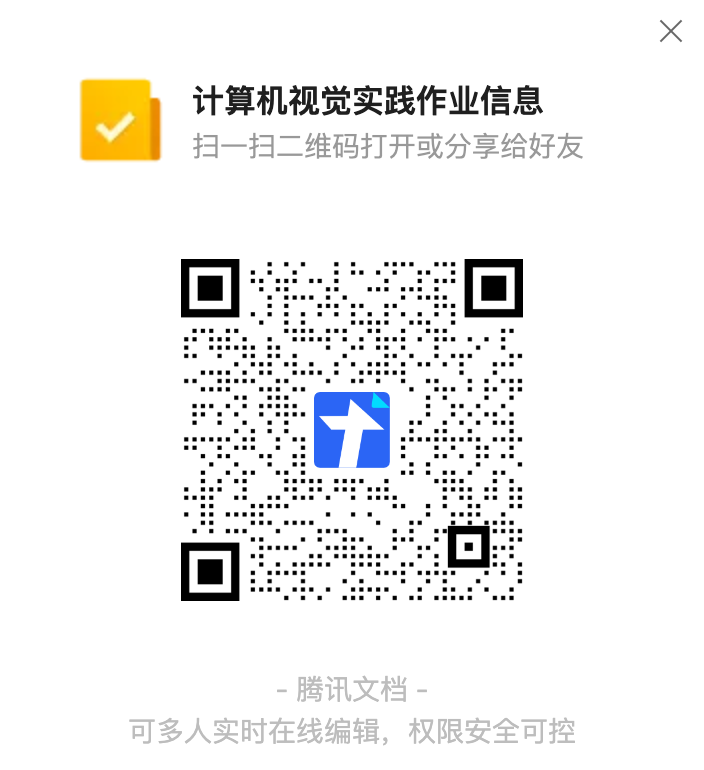 计算机视觉实践作业信息
扫一扫二维码打开或分享给好友
- 腾讯文档 -
可多人实时在线编辑，权限安全可控